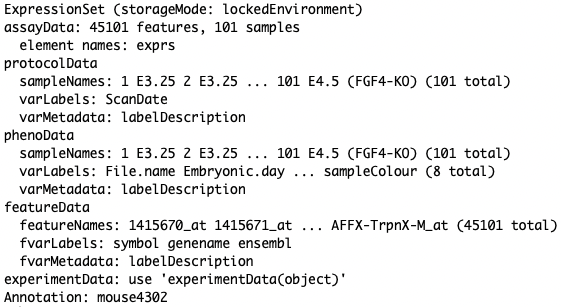 ExpressionSet (storageMode: lockedEnvironment)
assayData: 45101 features, 101 samples
  element names: exprs
protocolData
  sampleNames: 1 E3.25 2 E3.25 ... 101 E4.5 (FGF4-KO) (101 total)
  varLabels: ScanDate
  varMetadata: labelDescription
phenoData
  sampleNames: 1 E3.25 2 E3.25 ... 101 E4.5 (FGF4-KO) (101 total)
  varLabels: File.name Embryonic.day ... sampleColour (8 total)
  varMetadata: labelDescription
featureData
  featureNames: 1415670_at 1415671_at ... AFFX-TrpnX-M_at (45101 total)
  fvarLabels: symbol genename ensembl
  fvarMetadata: labelDescription
experimentData: use 'experimentData(object)'
Annotation: mouse4302